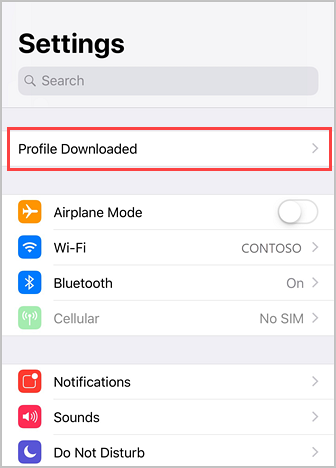 Settings
Search
Profile Downloaded
Airplane Mode
Wi-Fi CONTOSO
Bluetooth On
Cellular No SIM
Notifications
Sounds
Do Not Disturb